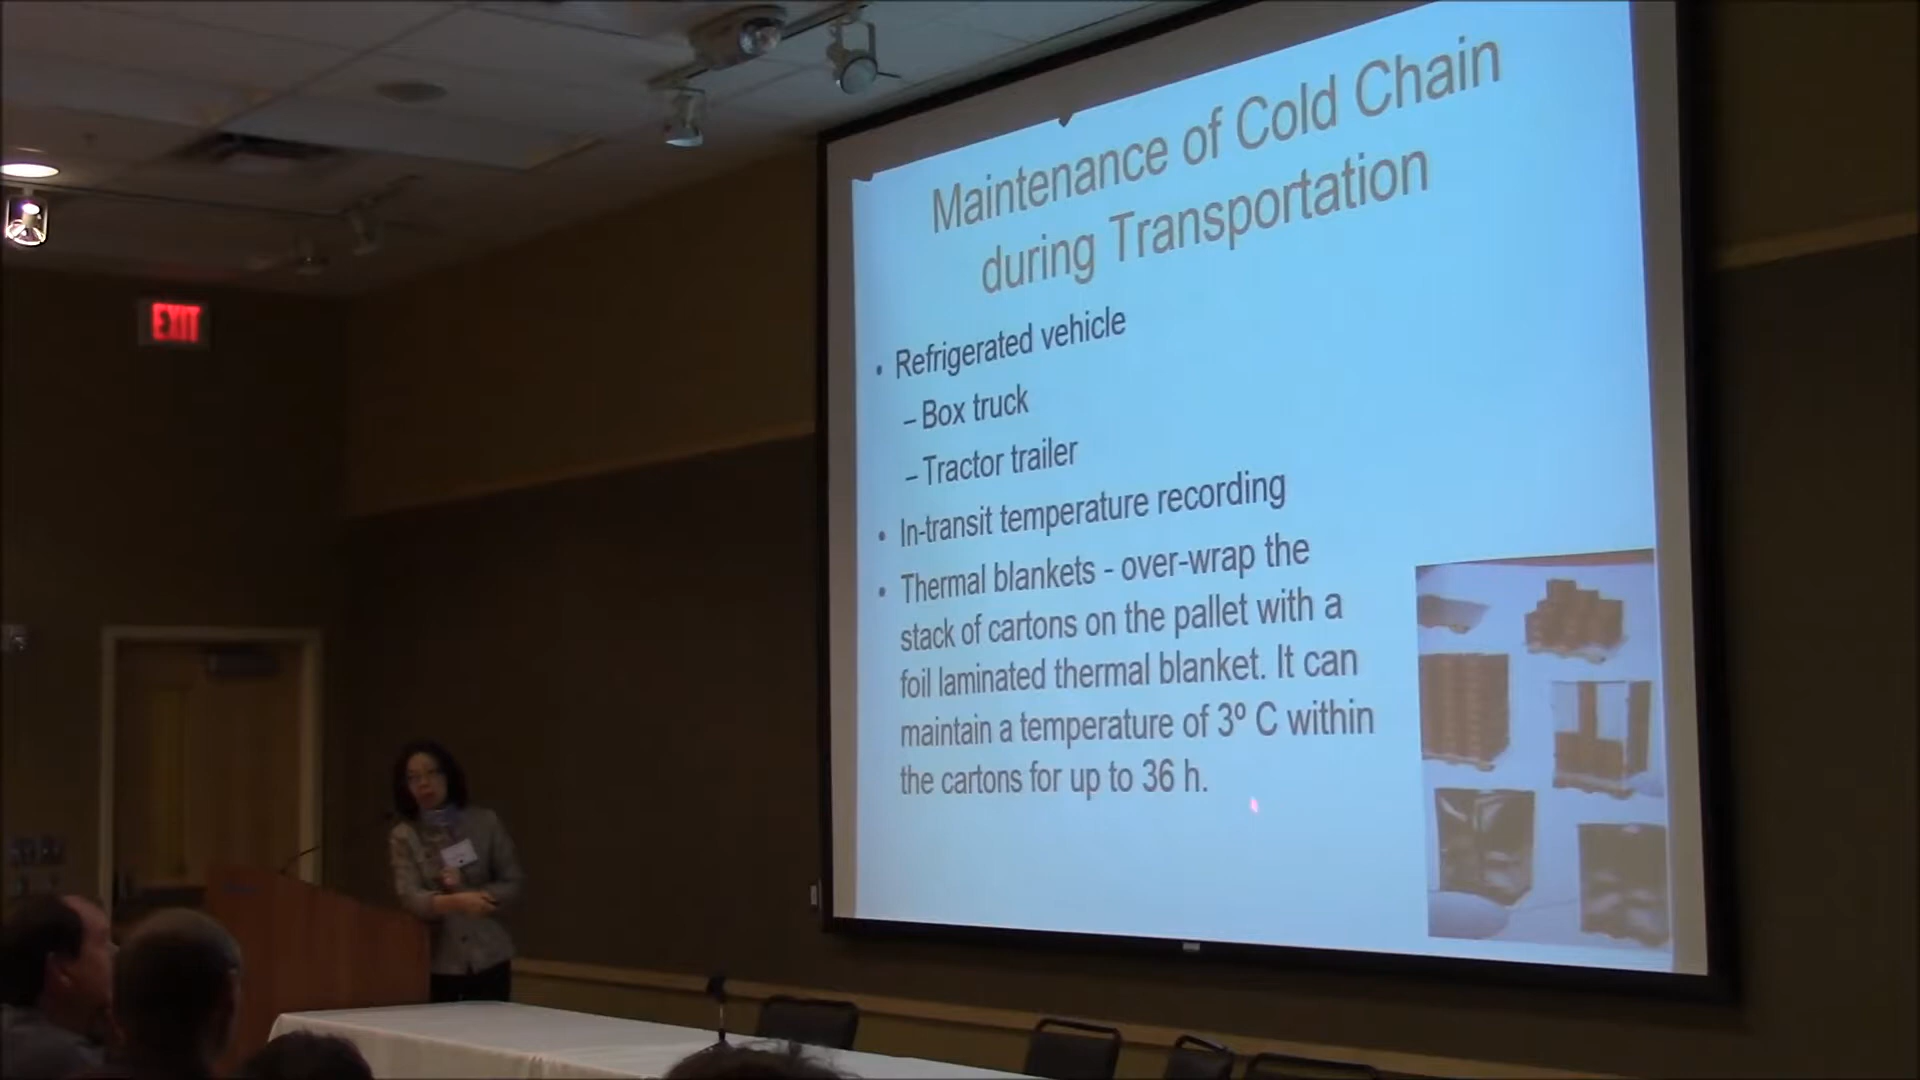 Maintenance of Cold Chain
during Transportation
• Refrigerated vehicle
– Box truck
– Tractor trailer
• In-transit temperature recording
• Thermal blankets - over-wrap the
stack of cartons on the pallet with a
foil laminated thermal blanket. It can
maintain a temperature of 3º C within
the cartons for up to 36 h.
EXIT